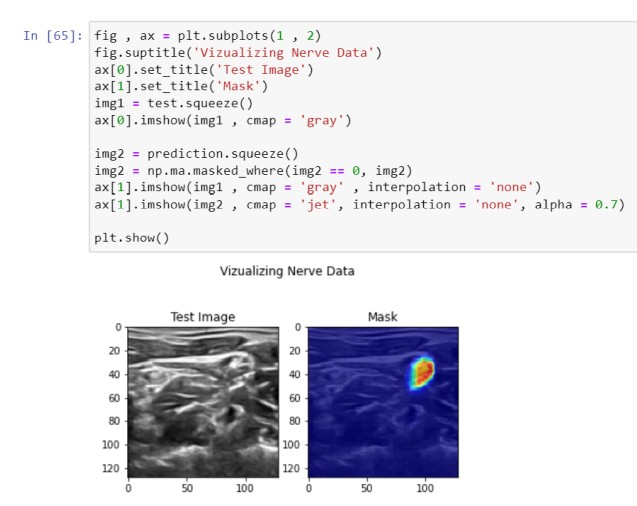 In [65]: fig , ax = plt.subplots(1 , 2)
fig.suptitle('Vizualizing Nerve Data')
ax[0].set_title('Test Image')
ax[1].set_title('Mask')
img1 = test.squeeze()
ax[0].imshow(img1 , cmap = 'gray')
img2 = prediction.squeeze()
img2 = np.ma.masked_where(img2 == 0, img2)
ax[1].imshow(img1 , cmap = 'gray' , interpolation = 'none')
ax[1].imshow(img2 , cmap = 'jet', interpolation = 'none', alpha = 0.7)
plt.show()
Vizualizing Nerve Data
Test Image
0
20
40
60
80
100
120
0 50 100
Mask
0
20
40
60
80
100
120
0 50 100